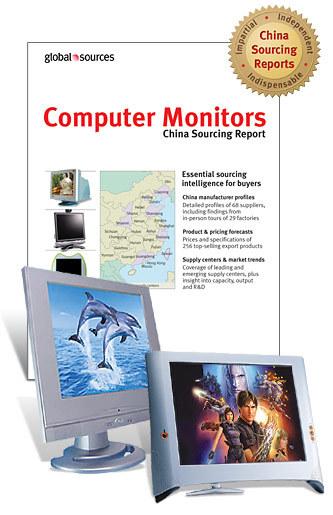 Impartial • Independent
• Indispensable •
China
Sourcing
Reports
global sources
Computer Monitors
China Sourcing Report
Essential sourcing
intelligence for buyers
China manufacturer profiles
Detailed profiles of 68 suppliers,
including findings from
in-person tours of 29 factories
Product & pricing forecasts
Prices and specifications of
256 top-selling export products
Supply centers & market trends
Coverage of leading and
emerging supply centers, plus
insight into capacity, output
and R&D